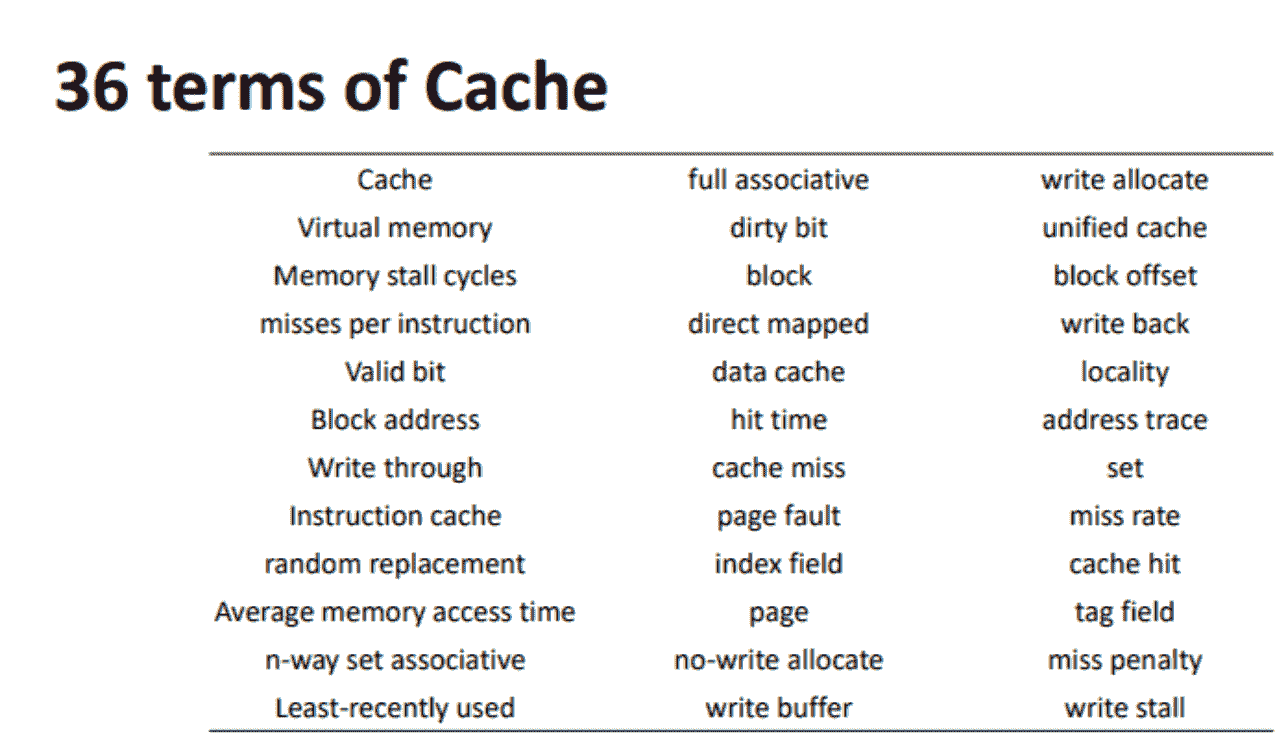 36 terms of Cache
Cache full associative write allocate
Virtual memory dirty bit unified cache
Memory stall cycles block block offset
misses per instruction direct mapped write back
Valid bit data cache locality
Block address hit time address trace
Write through cache miss set
Instruction cache page fault miss rate
random replacement index field cache hit
Average memory access time page tag field
n-way set associative no-write allocate miss penalty
Least-recently used write buffer write stall